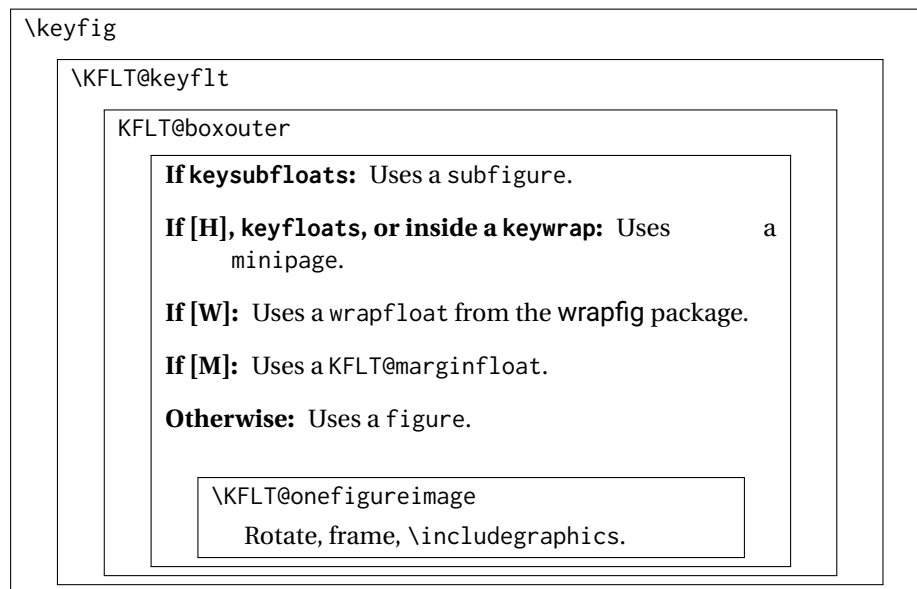 \keyfig
\KFLT@keyflt
KFLT@boxouter
If keysubfloats: Uses a subfigure.
If [H], keyfloats, or inside a keywrap: Uses a
minipage.
If [W]: Uses a wrapfloat from the wrapfig package.
If [M]: Uses a KFLT@marginfloat.
Otherwise: Uses a figure.
\KFLT@onefigureimage
Rotate, frame, \includegraphics.